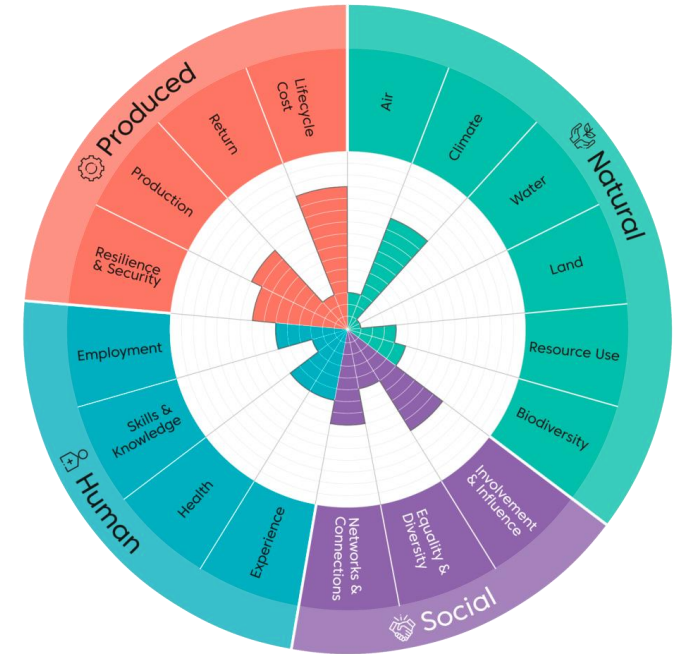 Produced
Lifecycle
Cost
Return
Production
Resilience
& Security
Natural
Air
Climate
Water
Land
Resource Use
Biodiversity
Social
Involvement
& Influence
Equality &
Diversity
Networks &
Connections
Human
Experience
Health
Skills &
Knowledge
Employment